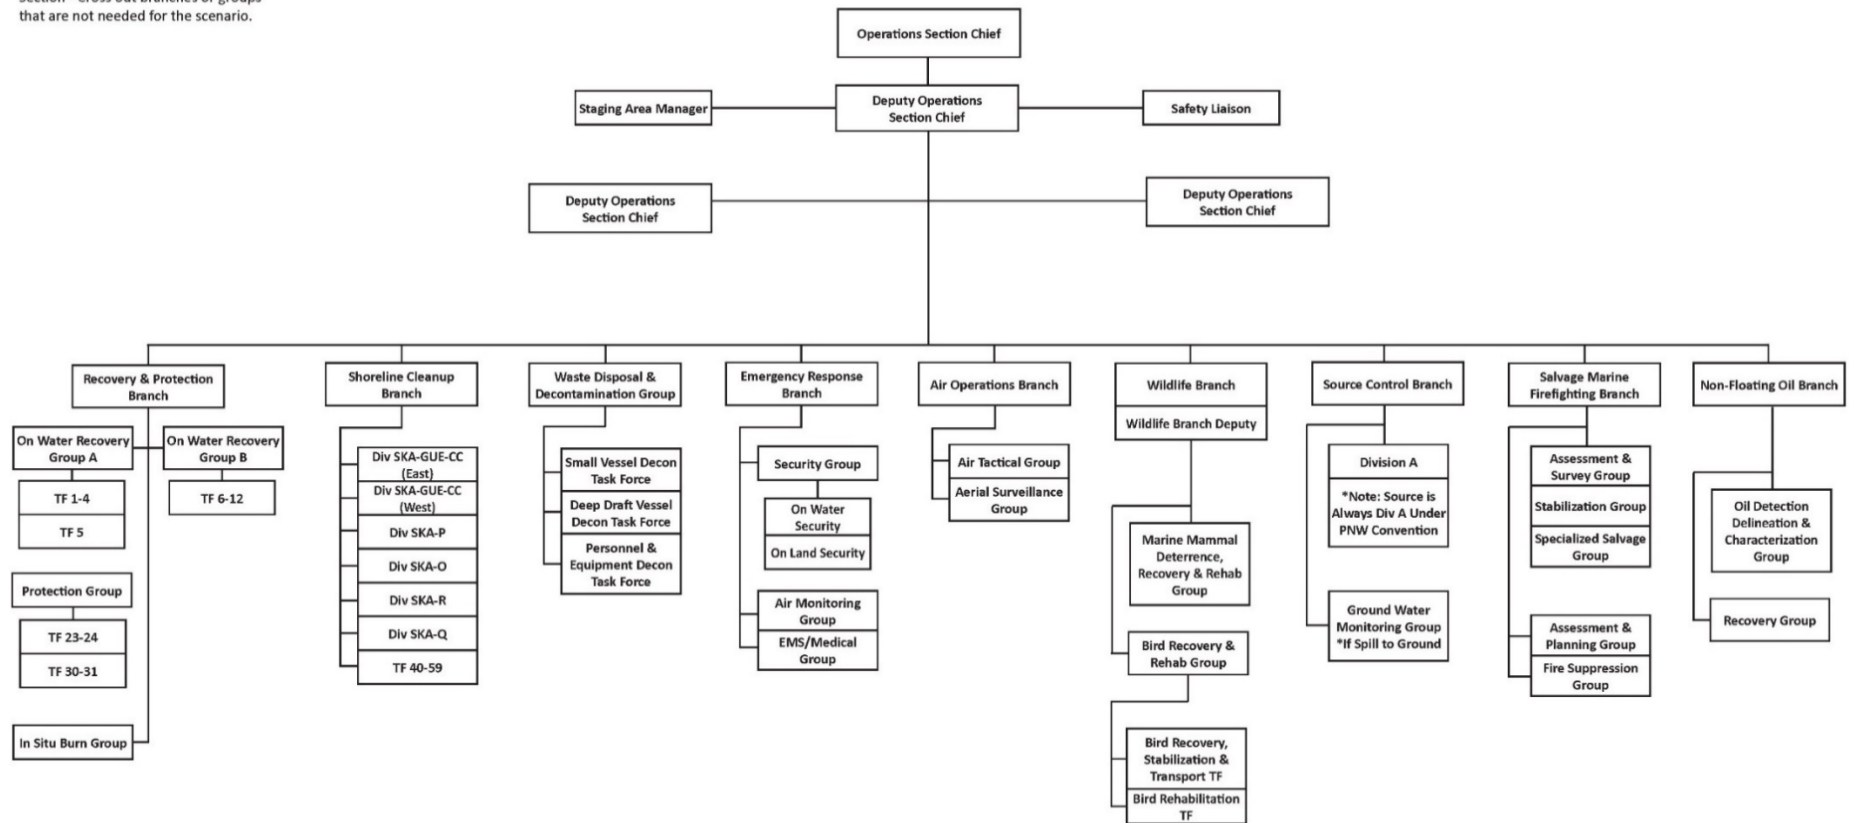 that are not needed for the scenario.
Operations Section Chief
Staging Area Manager
Deputy Operations
Section Chief
Safety Liaison
Deputy Operations
Section Chief
Deputy Operations
Section Chief
Recovery & Protection
Branch
On Water Recovery
Group A
TF 1-4
TF 5
On Water Recovery
Group B
TF 6-12
Protection Group
TF 23-24
TF 30-31
In Situ Burn Group
Shoreline Cleanup
Branch
Div SKA-GUE-CC
(East)
Div SKA-GUE-CC
(West)
Div SKA-P
Div SKA-O
Div SKA-R
Div SKA-Q
TF 40-59
Waste Disposal &
Decontamination Group
Small Vessel Decon
Task Force
Deep Draft Vessel
Decon Task Force
Personnel &
Equipment Decon
Task Force
Emergency Response
Branch
Security Group
On Water
Security
On Land Security
Air Monitoring
Group
EMS/Medical
Group
Air Operations Branch
Air Tactical Group
Aerial Surveillance
Group
Wildlife Branch
Wildlife Branch Deputy
Marine Mammal
Deterrence,
Recovery & Rehab
Group
Bird Recovery &
Rehab Group
Bird Recovery,
Stabilization &
Transport TF
Bird Rehabilitation
TF
Source Control Branch
Division A
*Note: Source is
Always Div A Under
PNW Convention
Ground Water
Monitoring Group
*If Spill to Ground
Salvage Marine
Firefighting Branch
Assessment &
Survey Group
Stabilization Group
Specialized Salvage
Group
Assessment &
Planning Group
Fire Suppression
Group
Non-Floating Oil Branch
Oil Detection
Delineation &
Characterization
Group
Recovery Group